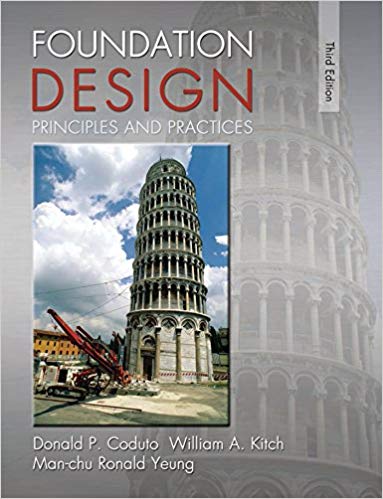 FOUNDATION
DESIGN
PRINCIPLES AND PRACTICES
Third Edition
Donald P. Coduto William A. Kitch
Man-chu Ronald Yeung